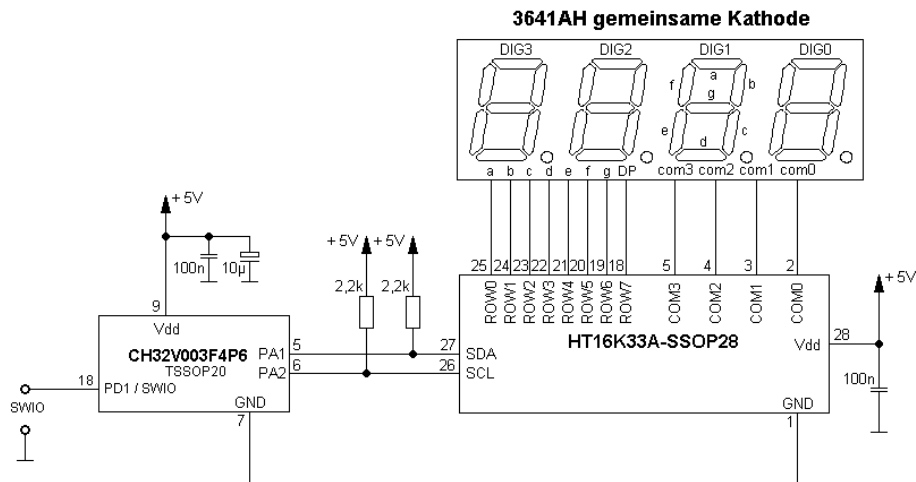 3641AH gemeinsame Kathode
DIG3 DIG2 DIG1 DIG0
a
f b
g
e c
d
a b c d e f g DP com3 com2 com1 com0
+5V
+5V +5V
+5V
100n 10µ
2,2k 2,2k
25 24 23 22 21 20 19 18 5 4 3 2
ROW0 ROW1 ROW2 ROW3 ROW4 ROW5 ROW6 ROW7 COM3 COM2 COM1 COM0
9
Vdd
CH32V003F4P6
TSSOP20
PA1 5
PA2 6
18 PD1 / SWIO
SWIO
GND
7
HT16K33A-SSOP28
27 SDA
26 SCL
Vdd 28
100n
GND
1